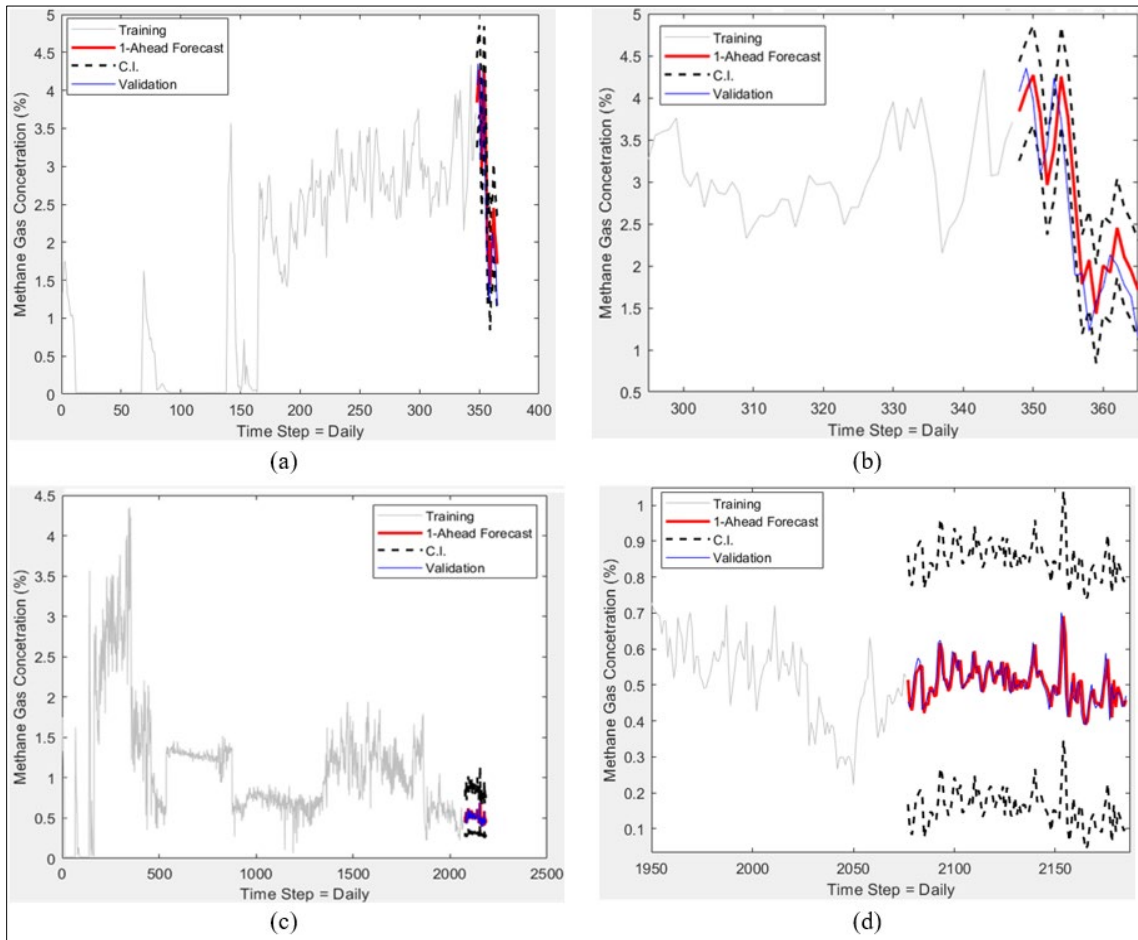 5
4.5
4
3.5
3
2.5
2
1.5
1
0.5
0
Methane Gas Concetration (%)
Training
1-Ahead Forecast
C.I.
Validation
0 50 100 150 200 250 300 350 400
Time Step = Daily
(a)
5
4.5
4
3.5
3
2.5
2
1.5
1
0.5
Methane Gas Concetration (%)
Training
1-Ahead Forecast
C.I.
Validation
300 310 320 330 340 350 360
Time Step = Daily
(b)
4.5
4
3.5
3
2.5
2
1.5
1
0.5
0
Methane Gas Concetration (%)
Training
1-Ahead Forecast
C.I.
Validation
0 500 1000 1500 2000 2500
Time Step = Daily
(c)
1
0.9
0.8
0.7
0.6
0.5
0.4
0.3
0.2
0.1
Methane Gas Concetration (%)
Training
1-Ahead Forecast
C.I.
Validation
1950 2000 2050 2100 2150
Time Step = Daily
(d)